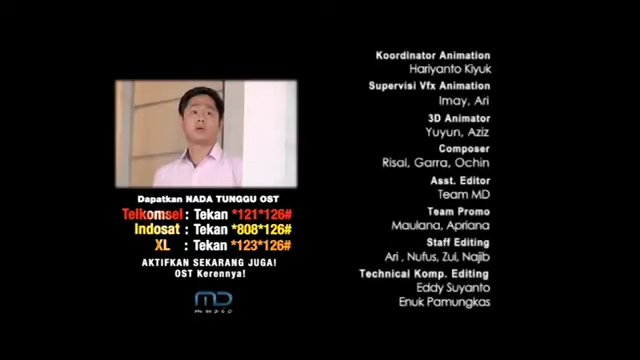 Dapatkan NADA TUNGGU OST
Telkomsel : Tekan *121*126#
Indosat : Tekan *808*126#
XL : Tekan *123*126#
AKTIFKAN SEKARANG JUGA!
OST Kerennya!
MD
music
Koordinator Animation
Hariyanto Kiyuk
Supervisi Vfx Animation
Imay, Ari
3D Animator
Yuyun, Aziz
Composer
Risal, Garra, Ochin
Asst. Editor
Team MD
Team Promo
Maulana, Apriana
Staff Editing
Ari , Nufus, Zul, Najib
Technical Komp. Editing
Eddy Suyanto
Enuk Pamungkas